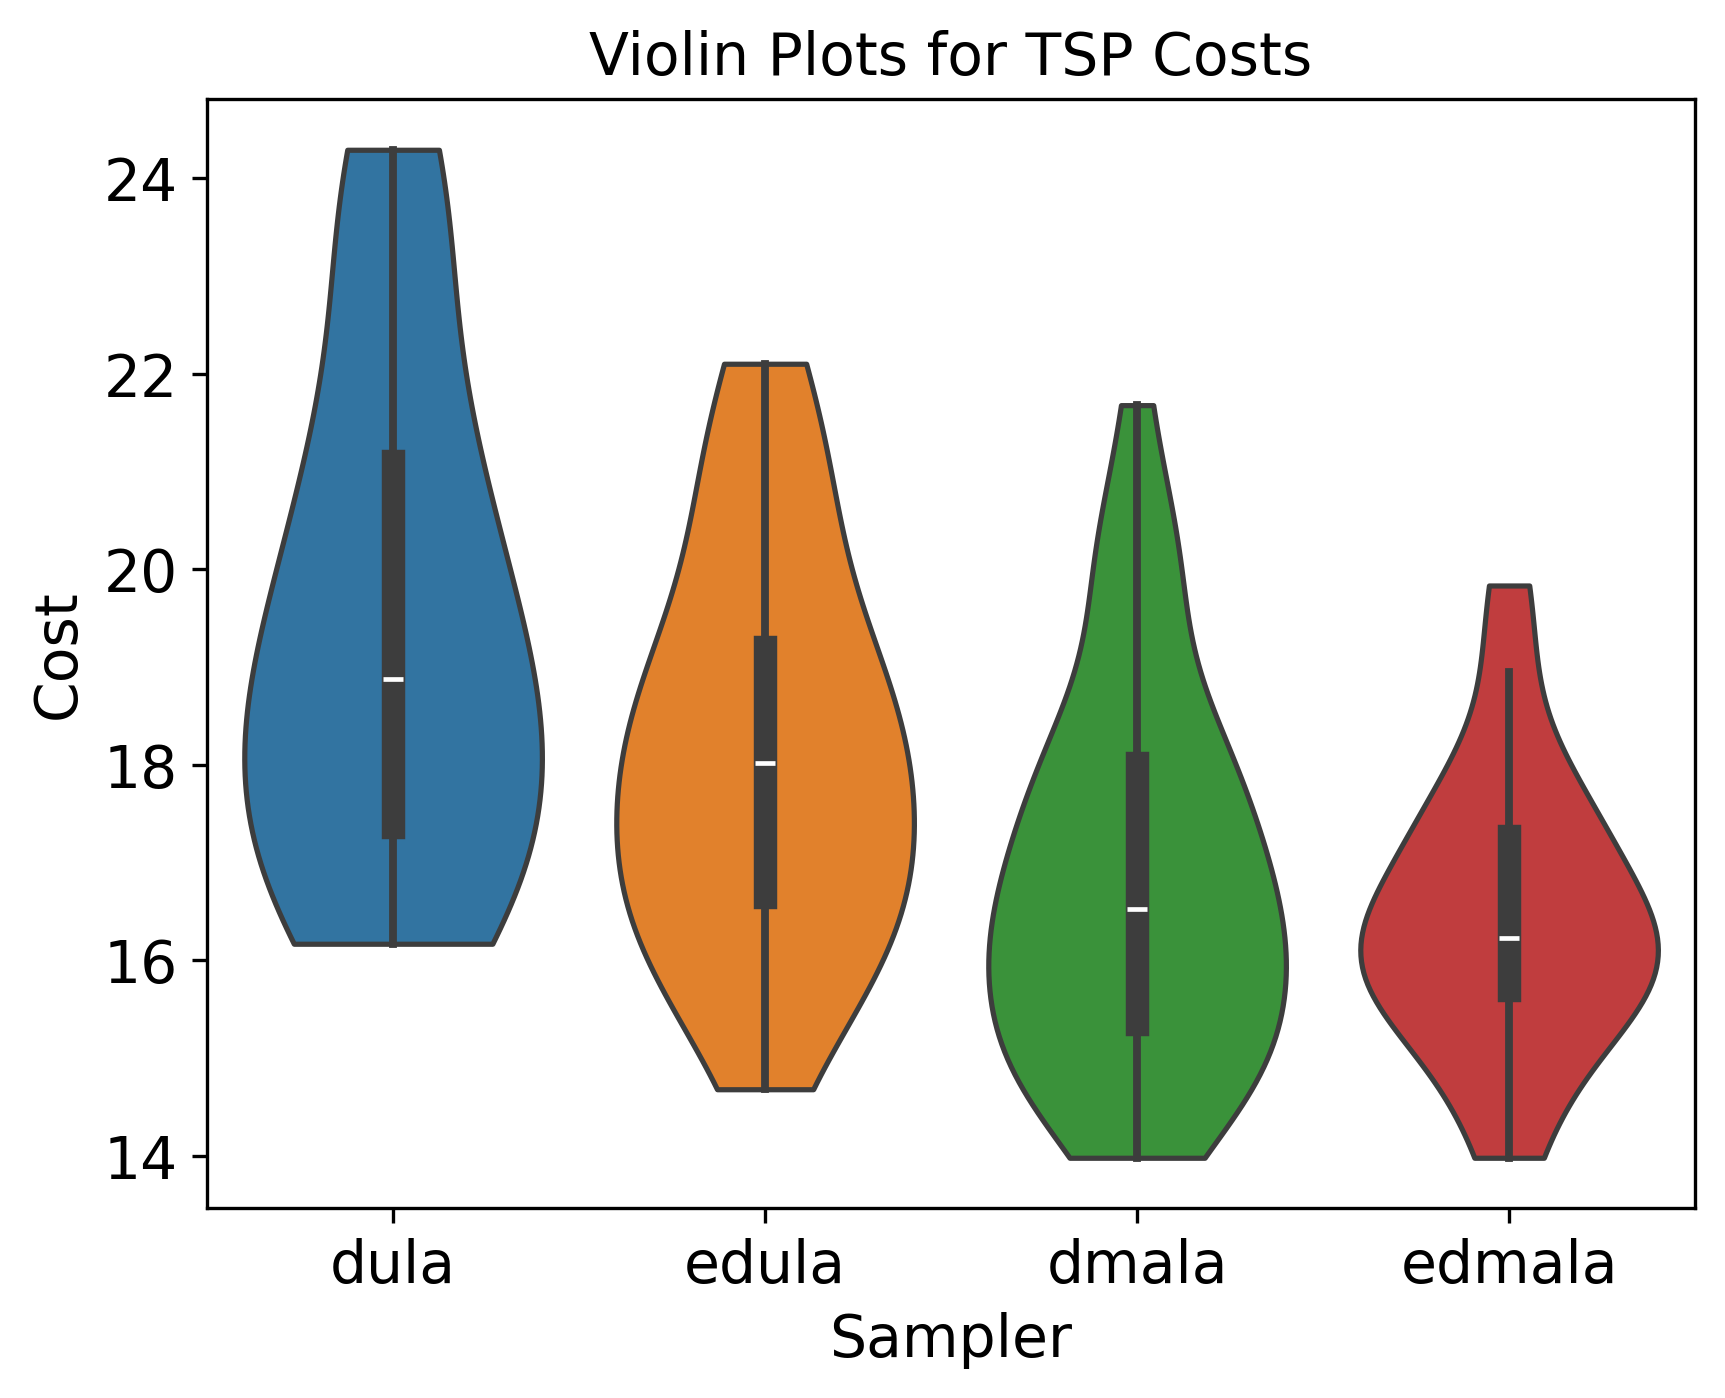 Violin Plots for TSP Costs
24
22
20
18
16
14
Cost
dula edula dmala edmala
Sampler